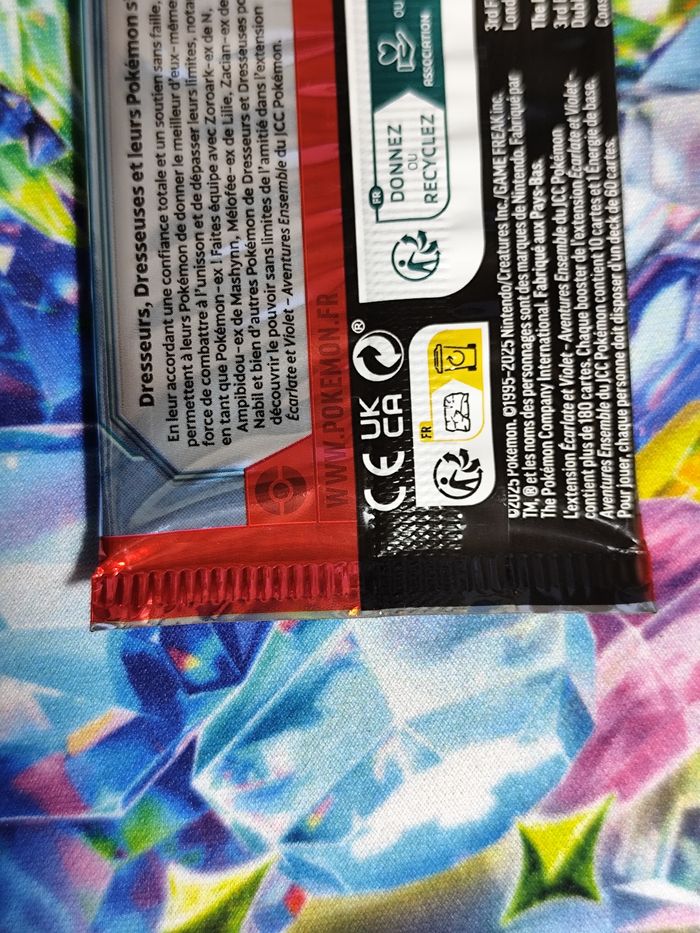 Dresseurs, Dresseuses et leurs Pokémon s
En leur accordant une confiance totale et un soutien sans faille,
permettent à leurs Pokémon de donner le meilleur d'eux-même
force de combattre à l'unisson et de dépasser leurs limites, nota
en tant que Pokémon-ex ! Faites équipe avec Zoroark-ex de N,
Ampibidou-ex de Mashynn, Mélofée-ex de Lilie, Zacian-ex de
Nabil et bien d'autres Pokémon de Dresseurs et Dresseuses po
découvrir le pouvoir sans limites de l'amitié dans l'extension
Écarlate et Violet – Aventures Ensemble du JCC Pokémon.
WWW.POKEMON.FR
®
CE UK
CA
FR
DONNEZ
OU
RECYCLEZ
OU
ASSOCIATION
FR
©2025 Pokémon. ©1995-2025 Nintendo/Creatures Inc./GAME FREAK inc.
TM, ® et les noms des personnages sont des marques de Nintendo. Fabriqué par
The Pokémon Company International. Fabriqué aux Pays-Bas.
L'extension Écarlate et Violet – Aventures Ensemble du JCC Pokémon
contient plus de 180 cartes. Chaque booster de l'extension Écarlate et Violet –
Aventures Ensemble du JCC Pokémon contient 10 cartes et 1 Énergie de base.
Pour jouer, chaque personne doit disposer d'un deck de 60 cartes.
3rd F
Lond
The
3rd
Dubl
Con